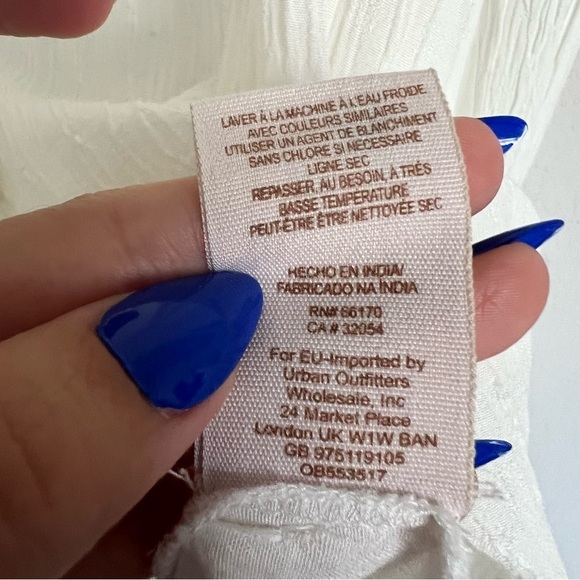 LAVER À LA MACHINE À L'EAU FROIDE
AVEC COULEURS SIMILAIRES
UTILISER UN AGENT DE BLANCHIMENT
SANS CHLORE SI NÉCESSAIRE
LIGNE SEC
REPASSER, AU BESOIN, À TRÈS
BASSE TEMPERATURE
PEUT-ÊTRE ÊTRE NETTOYÉE SEC
HECHO EN INDIA/
FABRICADO NA ÍNDIA
RN# 66170
CA # 32054
For EU-Imported by
Urban Outfitters
Wholesale, Inc
24 Market Place
London UK W1W BAN
GB 975119105
OB553517